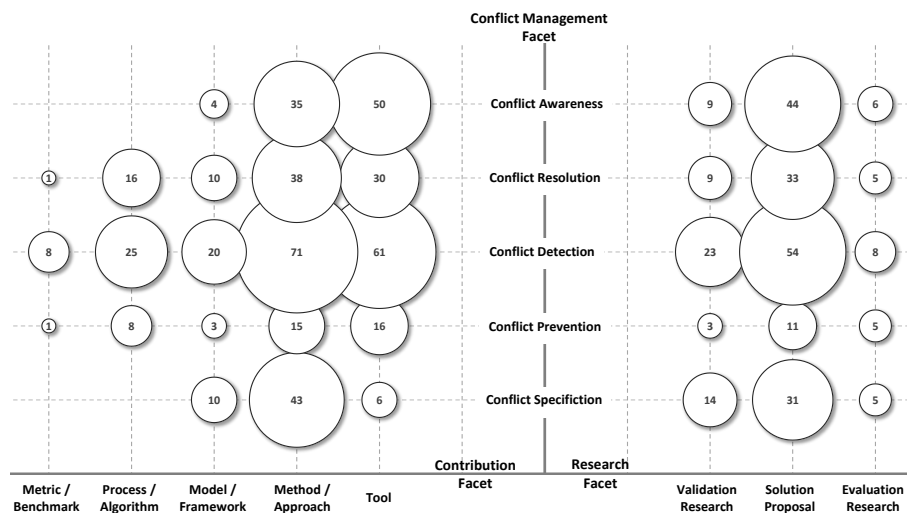 Conflict Management
Facet
4 35 50 Conflict Awareness 9 44 6
1 16 10 38 30 Conflict Resolution 9 33 5
8 25 20 71 61 Conflict Detection 23 54 8
1 8 3 15 16 Conflict Prevention 3 11 5
10 43 6 Conflict Specifiction 14 31 5
Contribution Research
Facet Facet
Metric / Process / Model / Method / Tool Validation Solution Evaluation
Benchmark Algorithm Framework Approach Research Proposal Research